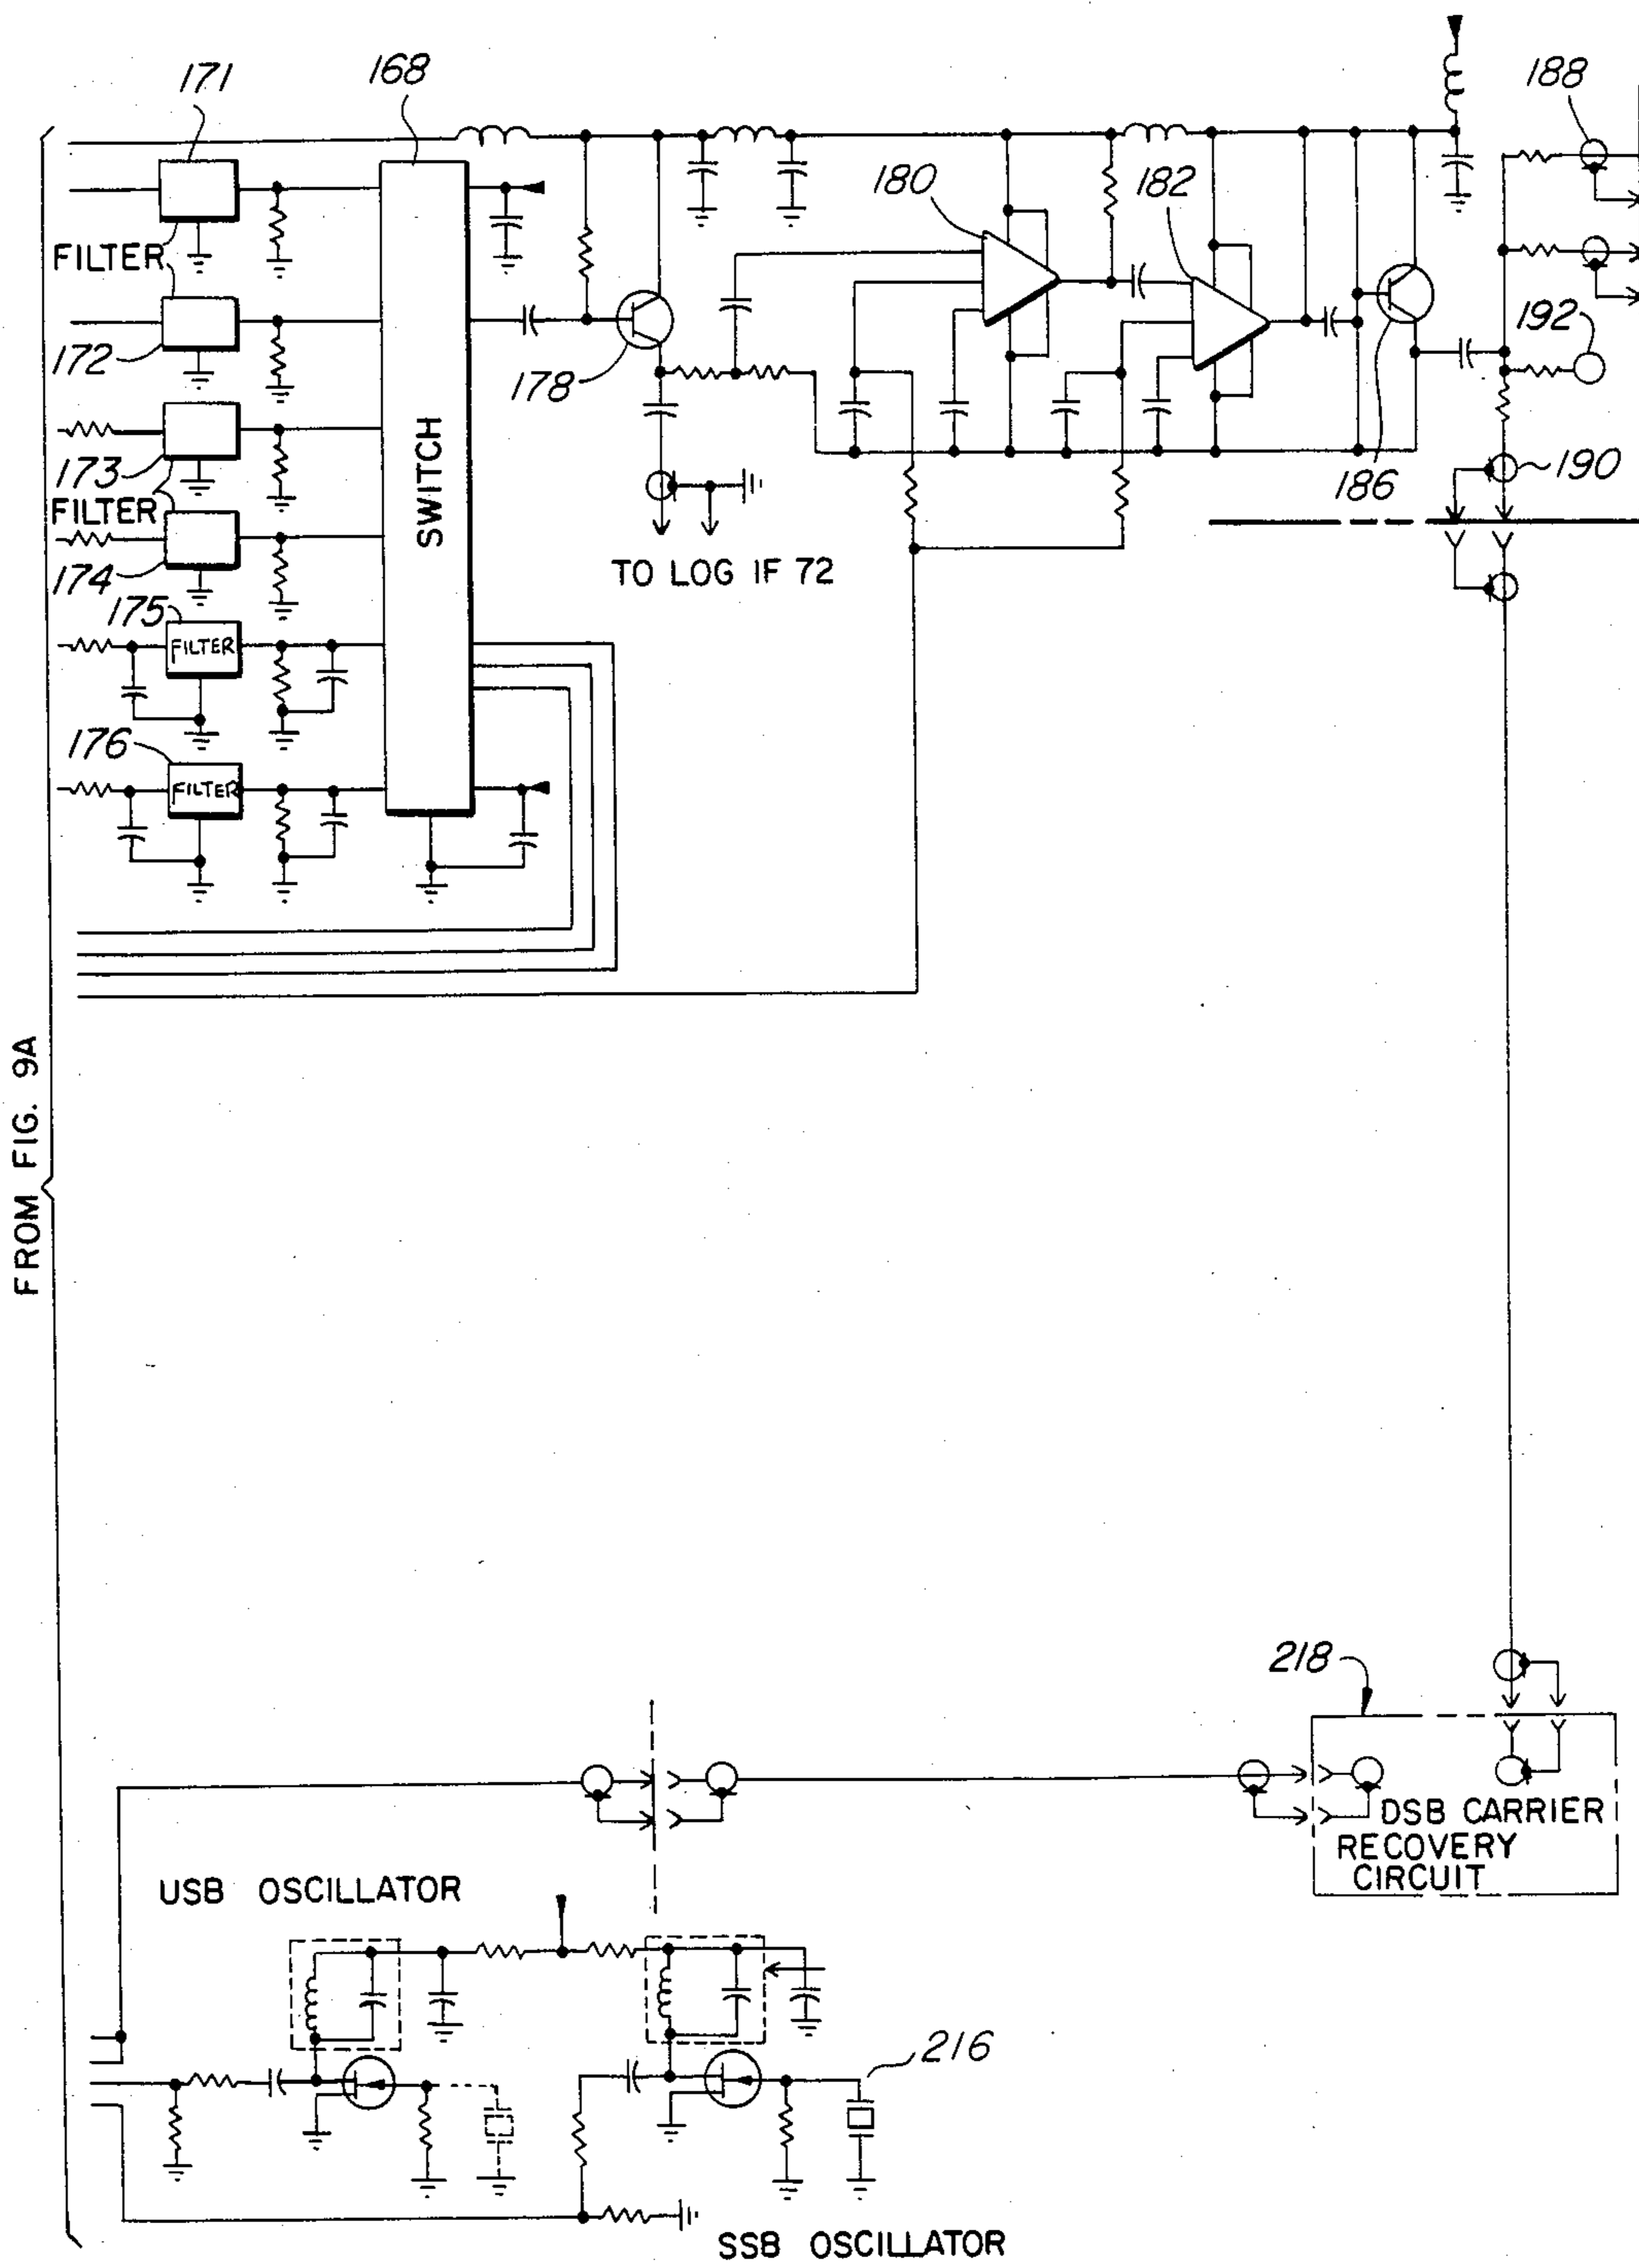 171
168
188
180
182
FILTER
172
178
192
173
FILTER
SWITCH
186
190
174
TO LOG IF 72
175
FILTER
176
FILTER
FROM FIG. 9A
218
DSB CARRIER
RECOVERY
CIRCUIT
USB OSCILLATOR
216
SSB OSCILLATOR